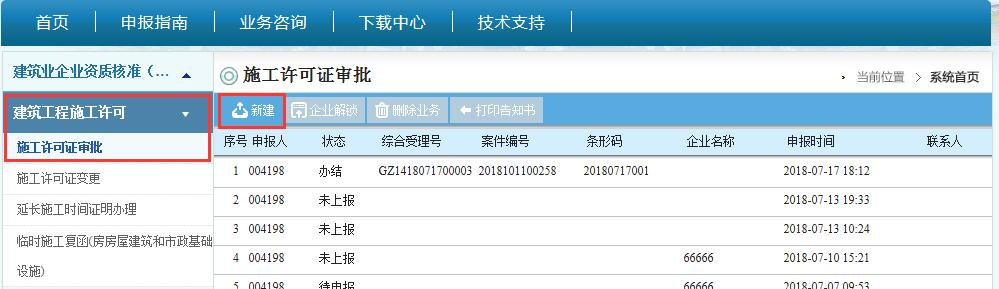 首页 申报指南 业务咨询 下载中心 技术支持
建筑业企业资质核准（...
建筑工程施工许可
施工许可证审批
施工许可证变更
延长施工时间证明办理
临时施工复函(房房屋建筑和市政基础
设施)
施工许可证审批
当前位置 > 系统首页
新建 企业解锁 删除业务 打印告知书
序号 申报人 状态 综合受理号 案件编号 条形码 企业名称 申报时间 联系人
1 004198 办结 GZ1418071700003 2018101100258 20180717001 2018-07-17 18:12
2 004198 未上报 2018-07-13 19:33
3 004198 未上报 2018-07-13 10:24
4 004198 未上报 66666 2018-07-10 15:21
5 004198 待申报 66666 2018-07-07 09:53